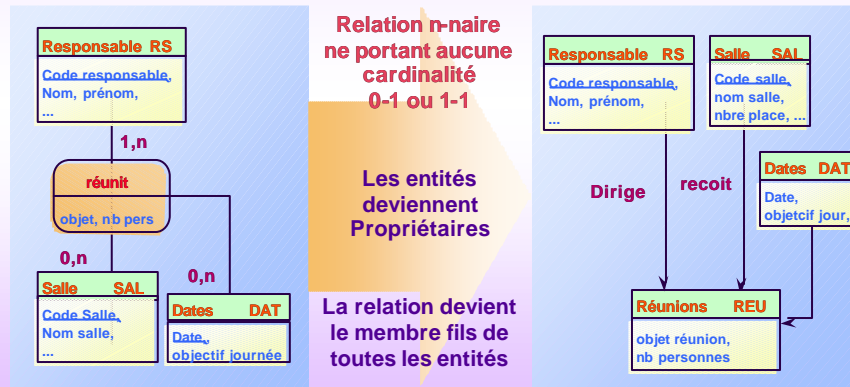 Responsable RS
Code responsable,
Nom, prénom,
...
1,n
réunit
objet, nb pers
0,n
0,n
Salle SAL
Code Salle,
Nom salle,
...
Dates DAT
Date,
objectif journée
Relation n-naire
ne portant aucune
cardinalité
0-1 ou 1-1
Les entités
deviennent
Propriétaires
La relation devient
le membre fils de
toutes les entités
Responsable RS
Code responsable,
Nom, prénom,
...
Salle SAL
Code salle,
nom salle,
nbre place, ...
Dates DAT
Date,
objetcif jour,
Dirige
recoit
Réunions REU
objet réunion,
nb personnes